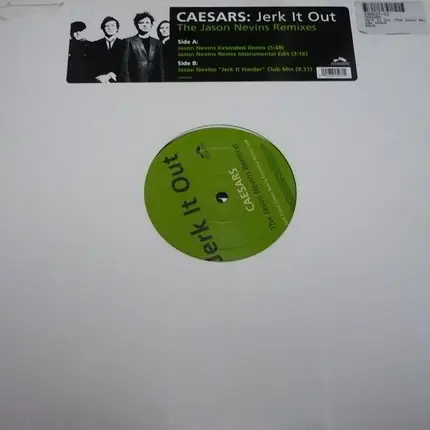 CAESARS: Jerk It Out
The Jason Nevins Remixes
Side A:
Jason Nevins Extended Remix (5:48)
Jason Nevins Remix Instrumental Edit (3:16)
Side B:
Jason Nevins "Jerk It Harder" Club Mix (8:31)
Jerk It Out
CAESARS
The Jason Nevins Remixes